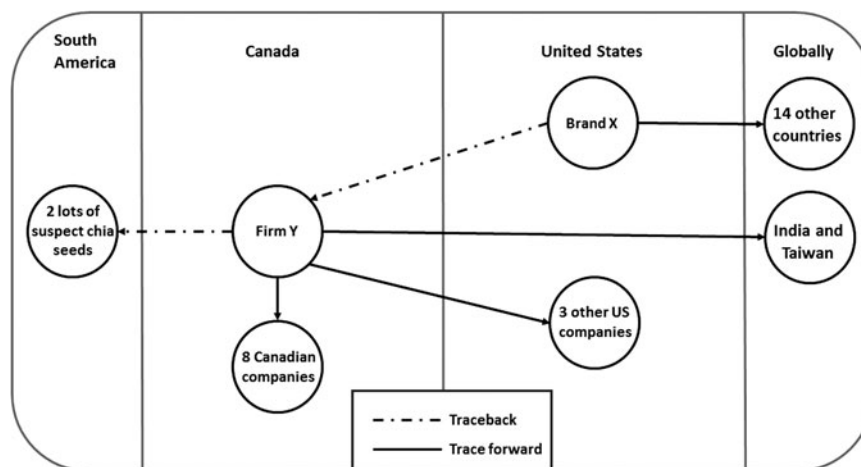 South
America
Canada
United States
Globally
Brand X
14 other
countries
2 lots of
suspect chia
seeds
Firm Y
India and
Taiwan
3 other US
companies
8 Canadian
companies
Traceback
Trace forward